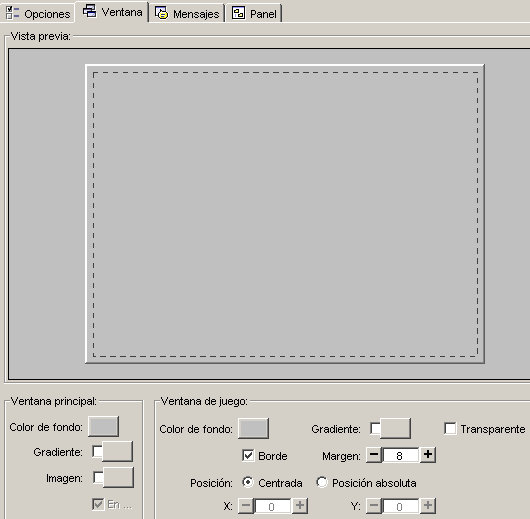 Opciones Ventana Mensajes Panel
Vista previa:
Ventana principal:
Color de fondo:
Gradiente:
Imagen:
En ...
Ventana de juego:
Color de fondo: Gradiente: Transparente
Borde Margen: 8
Posición: Centrada Posición absoluta
X: 0 Y: 0